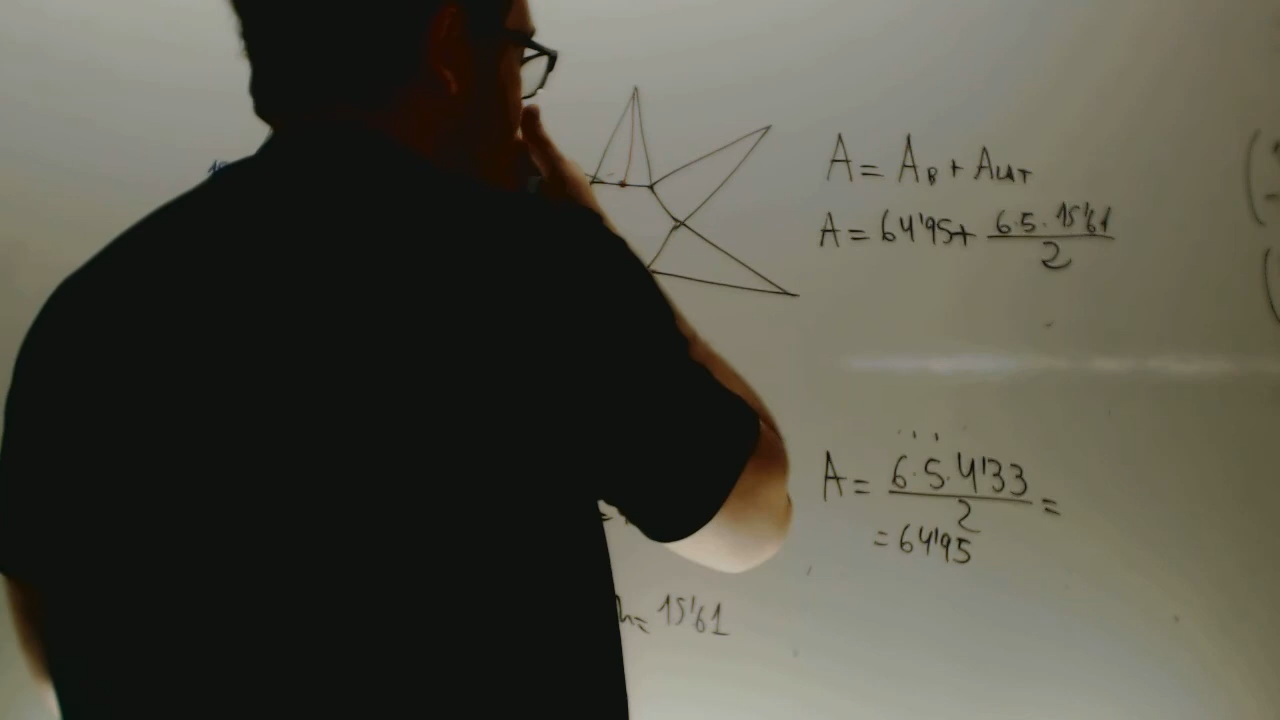 A = A_B + A_LAT
A = 64'95 + 6·5·15'61 / 2
A = 6·5·4'33 / 2 =
= 64'95
h = 15'61